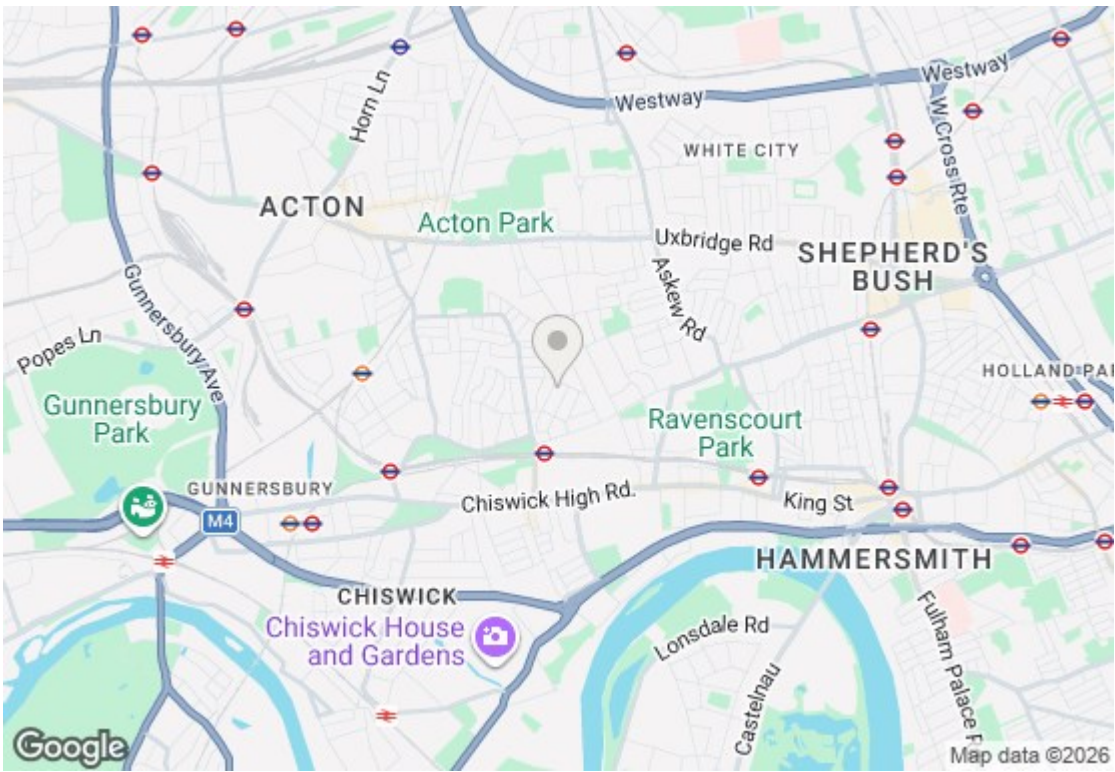 Horn Ln
Westway
Westway
W Cross Rte
WHITE CITY
ACTON
Acton Park
Uxbridge Rd
SHEPHERD'S
BUSH
Askew Rd
Gunnersbury Ave
Popes Ln
HOLLAND PAR
Gunnersbury
Park
Ravenscourt
Park
GUNNERSBURY
Chiswick High Rd.
King St
M4
HAMMERSMITH
CHISWICK
Chiswick House
and Gardens
Lonsdale Rd
Castelnau
Fulham Palace R
Google
Map data ©2026